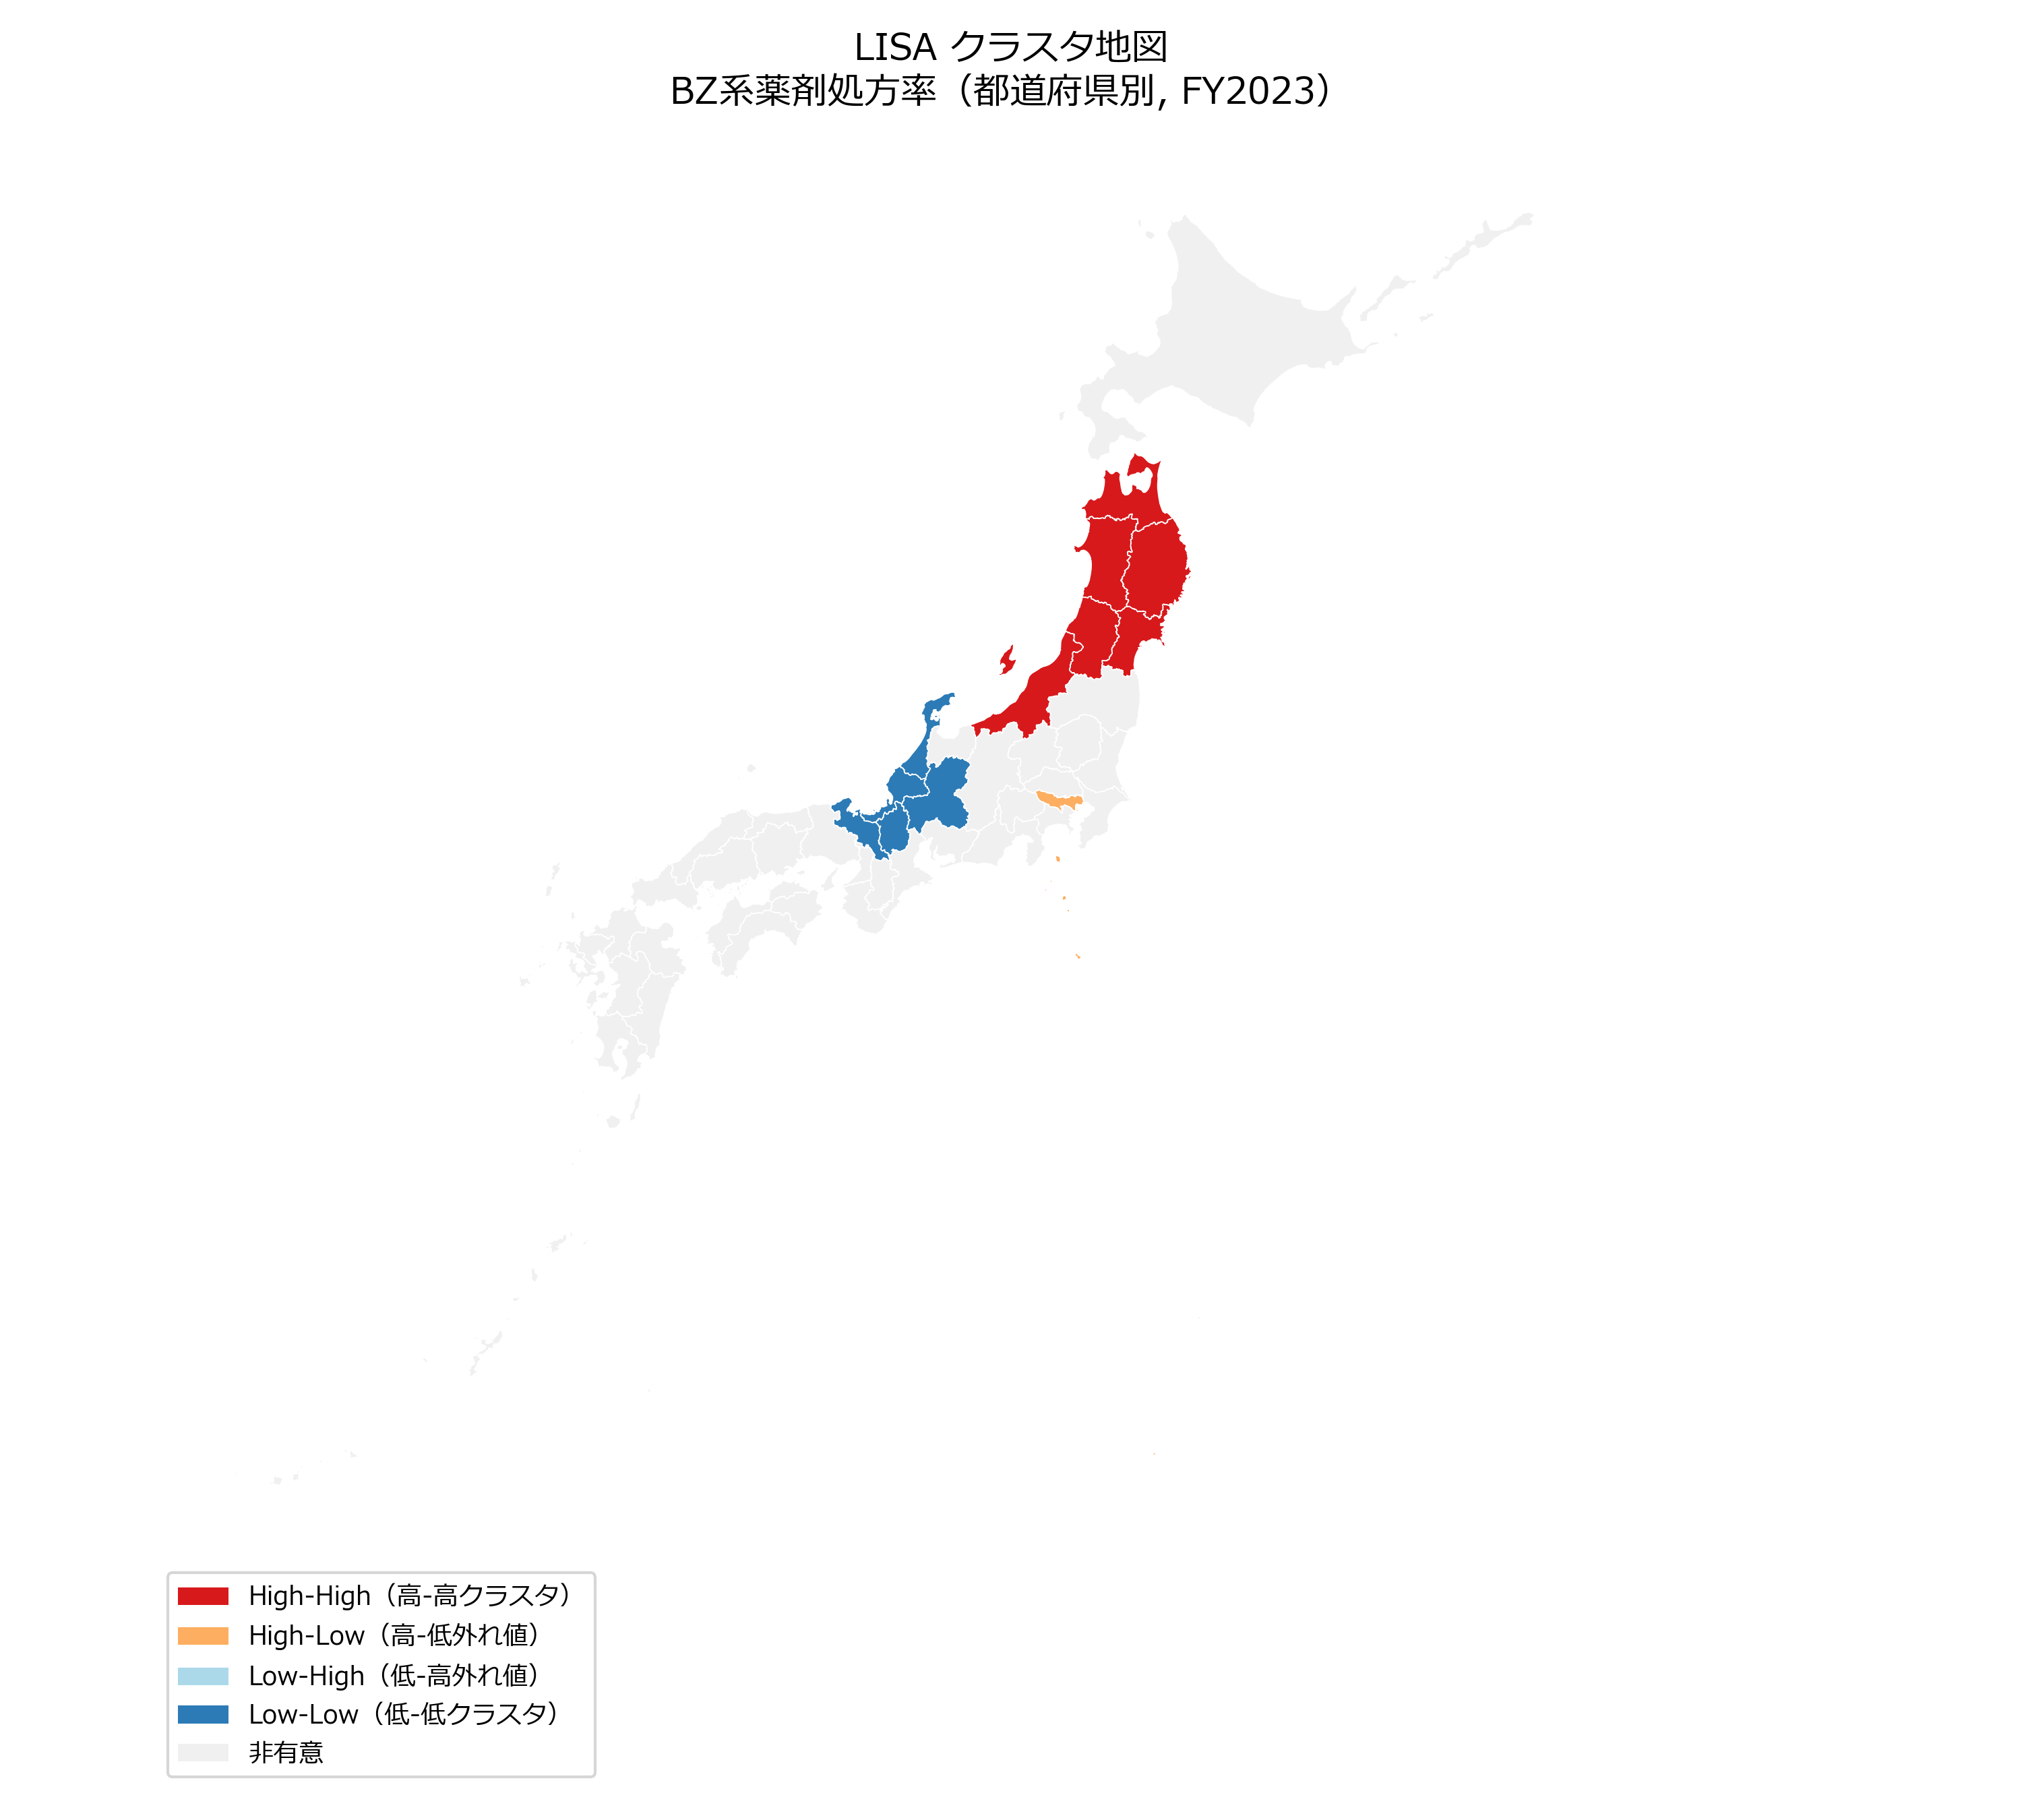 LISA クラスタ地図
BZ系薬剤処方率（都道府県別, FY2023）
High-High（高-高クラスタ）
High-Low（高-低外れ値）
Low-High（低-高外れ値）
Low-Low（低-低クラスタ）
非有意